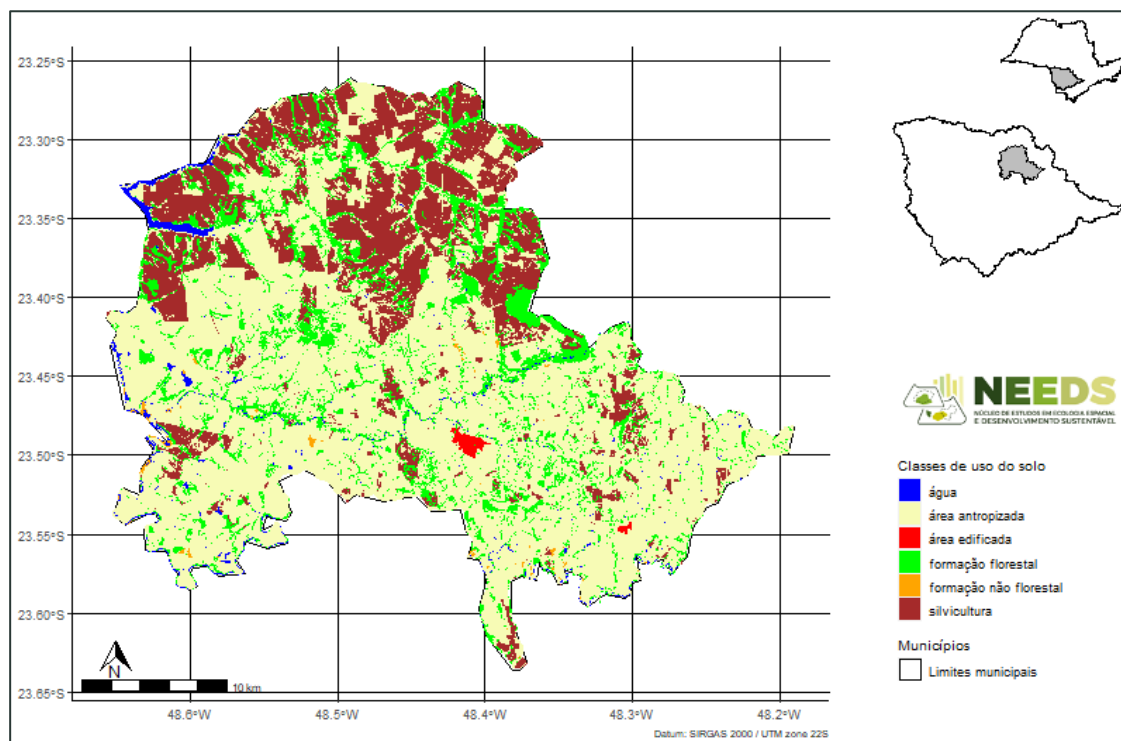 23.25°S
23.30°S
23.35°S
23.40°S
23.45°S
23.50°S
23.55°S
23.60°S
23.65°S
N
10 km
48.6°W
48.5°W
48.4°W
48.3°W
48.2°W
Datum: SIRGAS 2000 / UTM zone 22S
NEEDS
NÚCLEO DE ESTUDOS EM ECOLOGIA ESPACIAL
E DESENVOLVIMENTO SUSTENTÁVEL
Classes de uso do solo
água
área antropizada
área edificada
formação florestal
formação não florestal
silvicultura
Municípios
Limites municipais